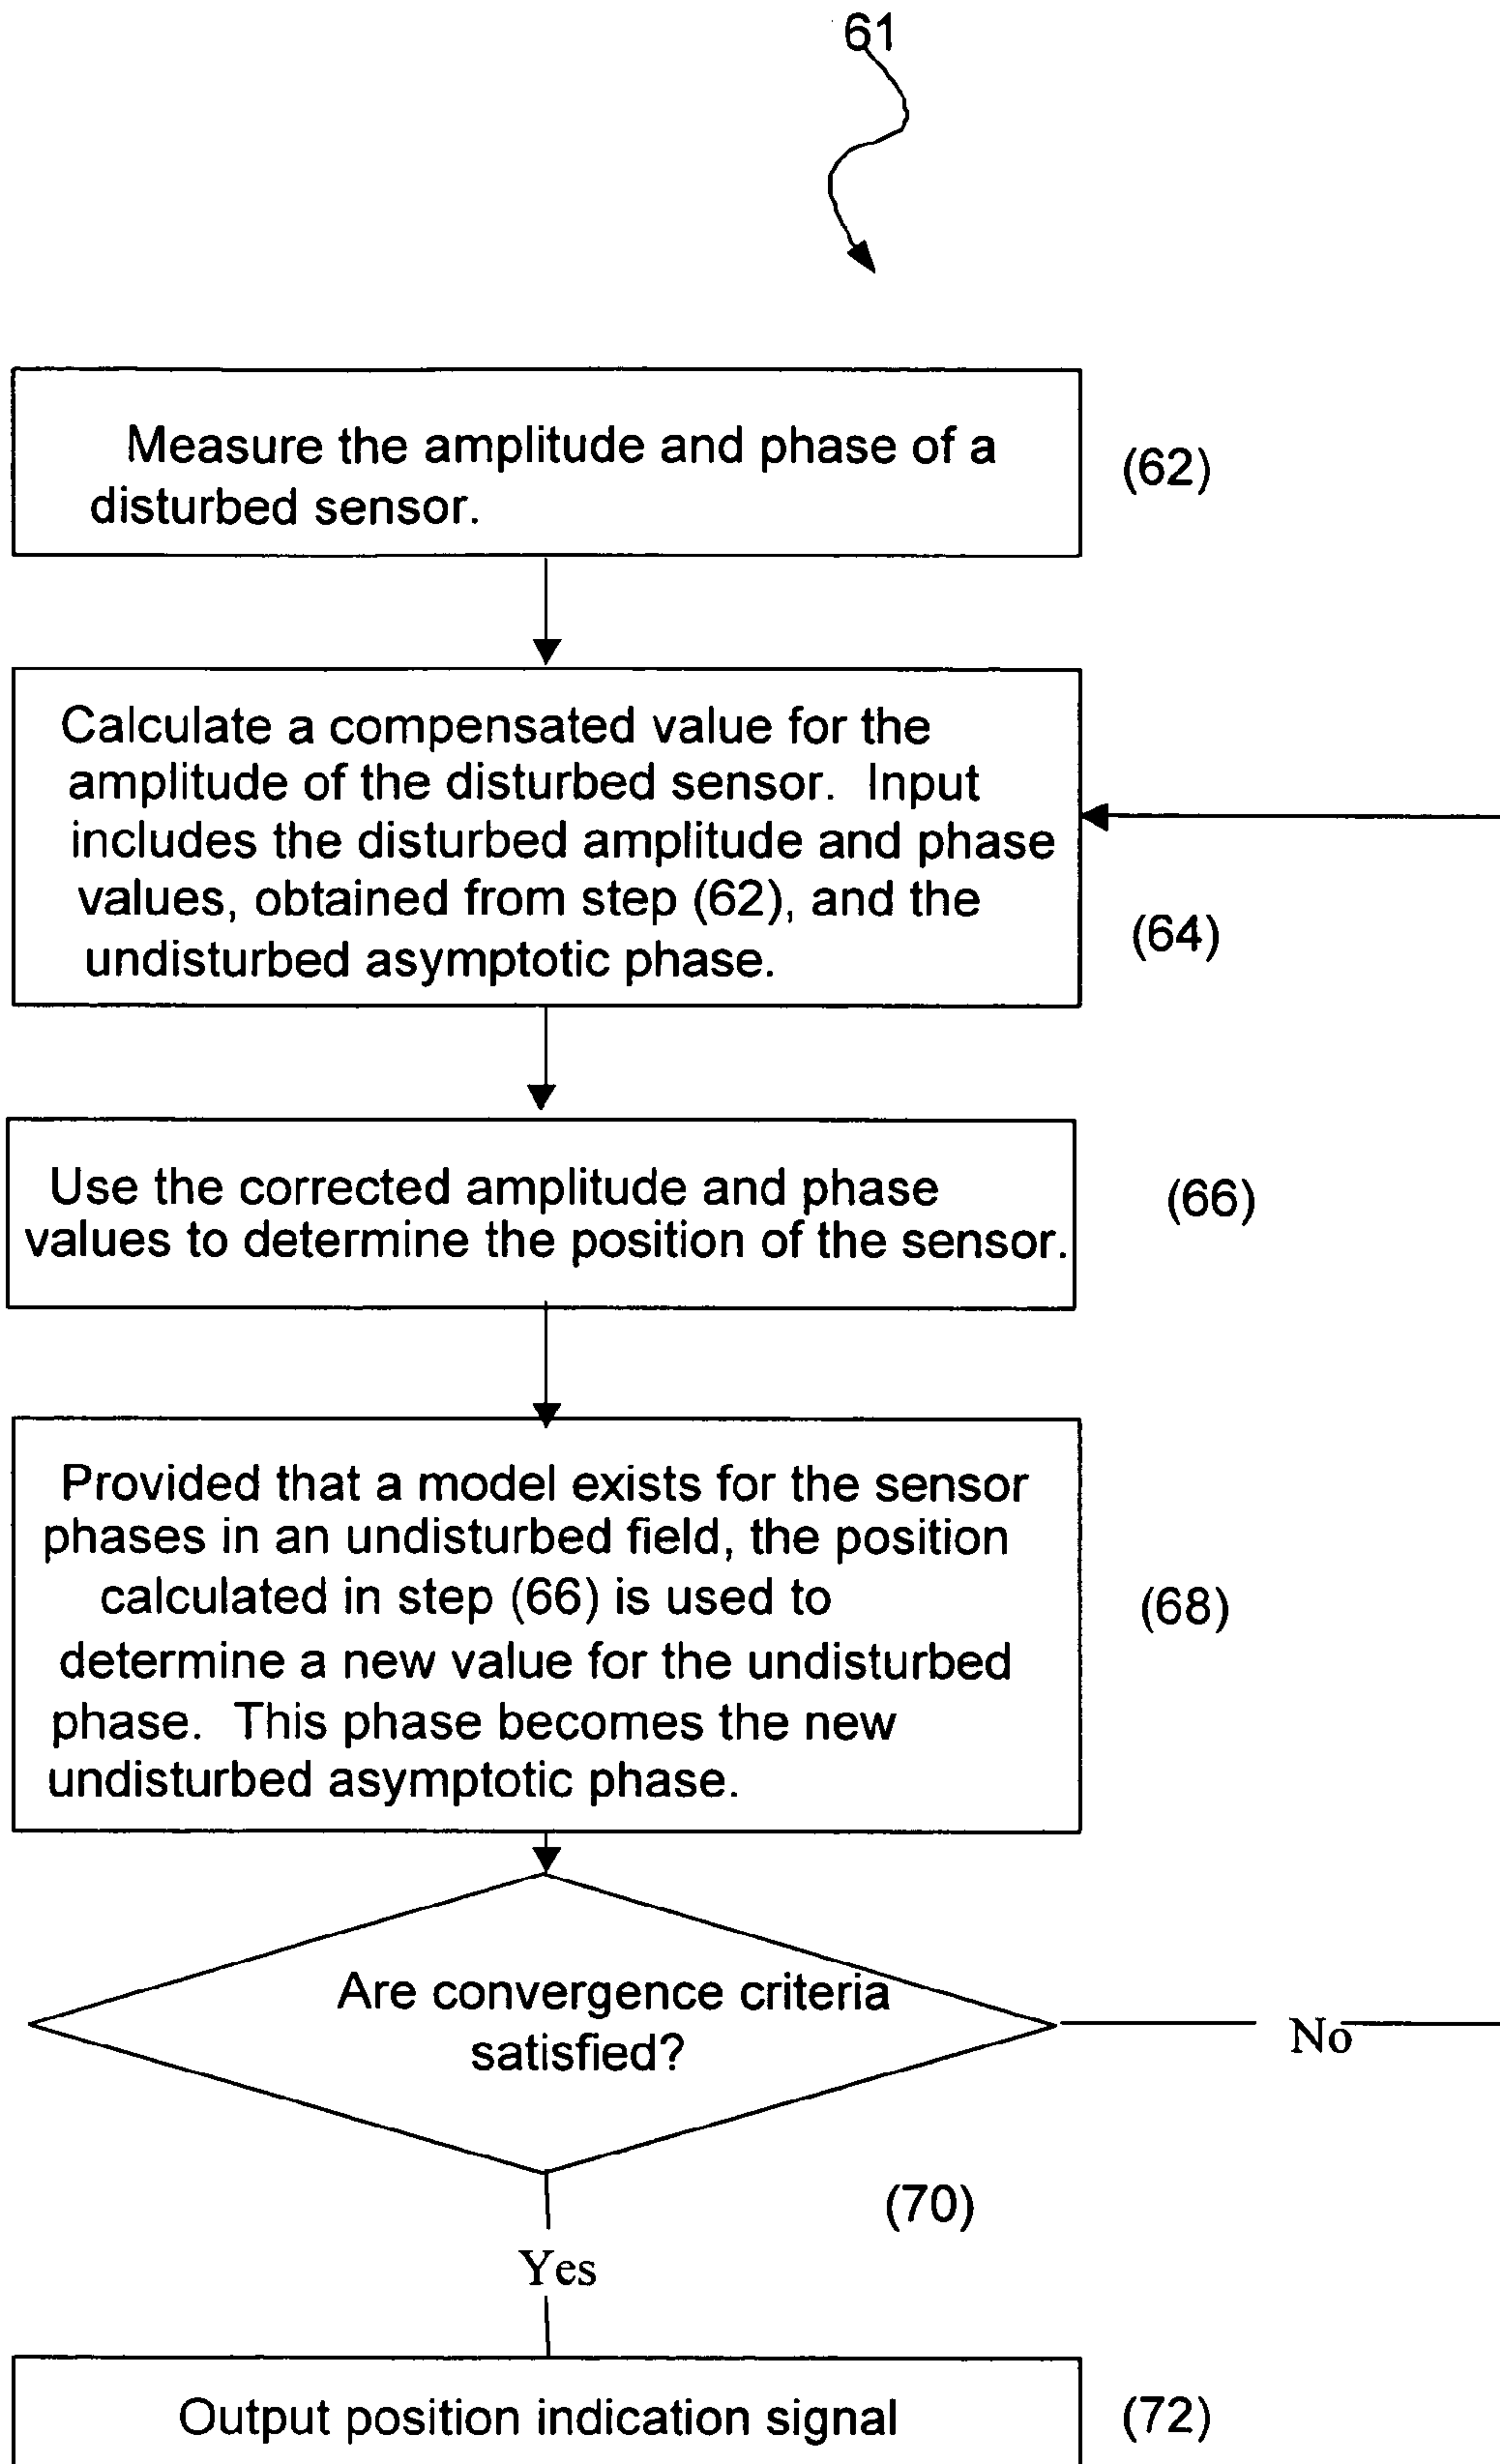 61
Measure the amplitude and phase of a
disturbed sensor.
(62)
Calculate a compensated value for the
amplitude of the disturbed sensor. Input
includes the disturbed amplitude and phase
values, obtained from step (62), and the
undisturbed asymptotic phase.
(64)
Use the corrected amplitude and phase
values to determine the position of the sensor.
(66)
Provided that a model exists for the sensor
phases in an undisturbed field, the position
calculated in step (66) is used to
determine a new value for the undisturbed
phase. This phase becomes the new
undisturbed asymptotic phase.
(68)
Are convergence criteria
satisfied?
No
(70)
Yes
Output position indication signal
(72)